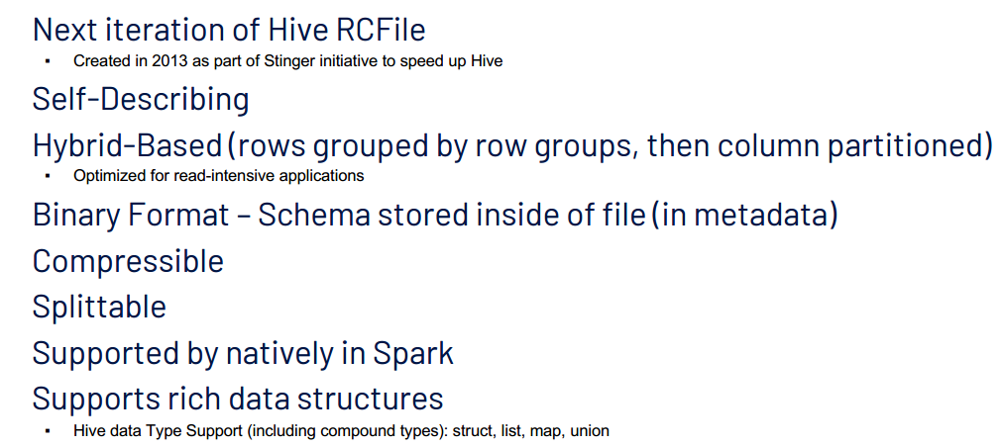 Next iteration of Hive RCFile
▪ Created in 2013 as part of Stinger initiative to speed up Hive
Self-Describing
Hybrid-Based (rows grouped by row groups, then column partitioned)
▪ Optimized for read-intensive applications
Binary Format – Schema stored inside of file (in metadata)
Compressible
Splittable
Supported by natively in Spark
Supports rich data structures
▪ Hive data Type Support (including compound types): struct, list, map, union